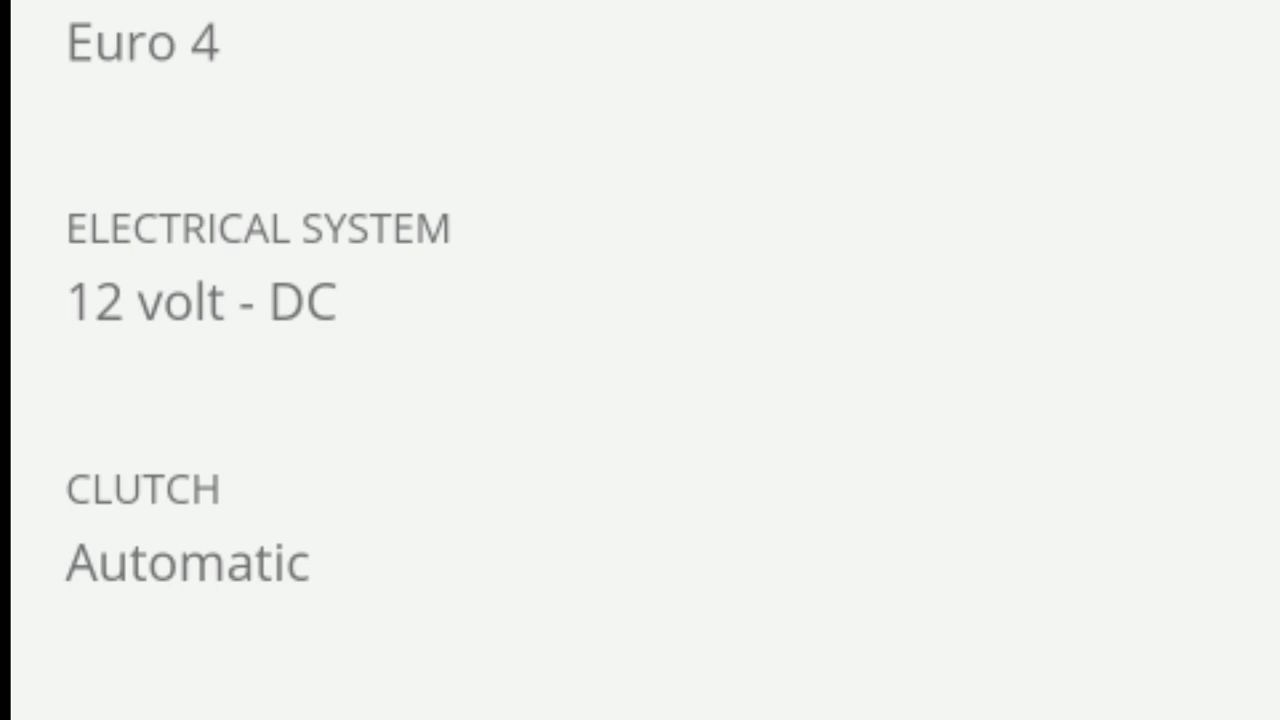 Euro 4
ELECTRICAL SYSTEM
12 volt - DC
CLUTCH
Automatic